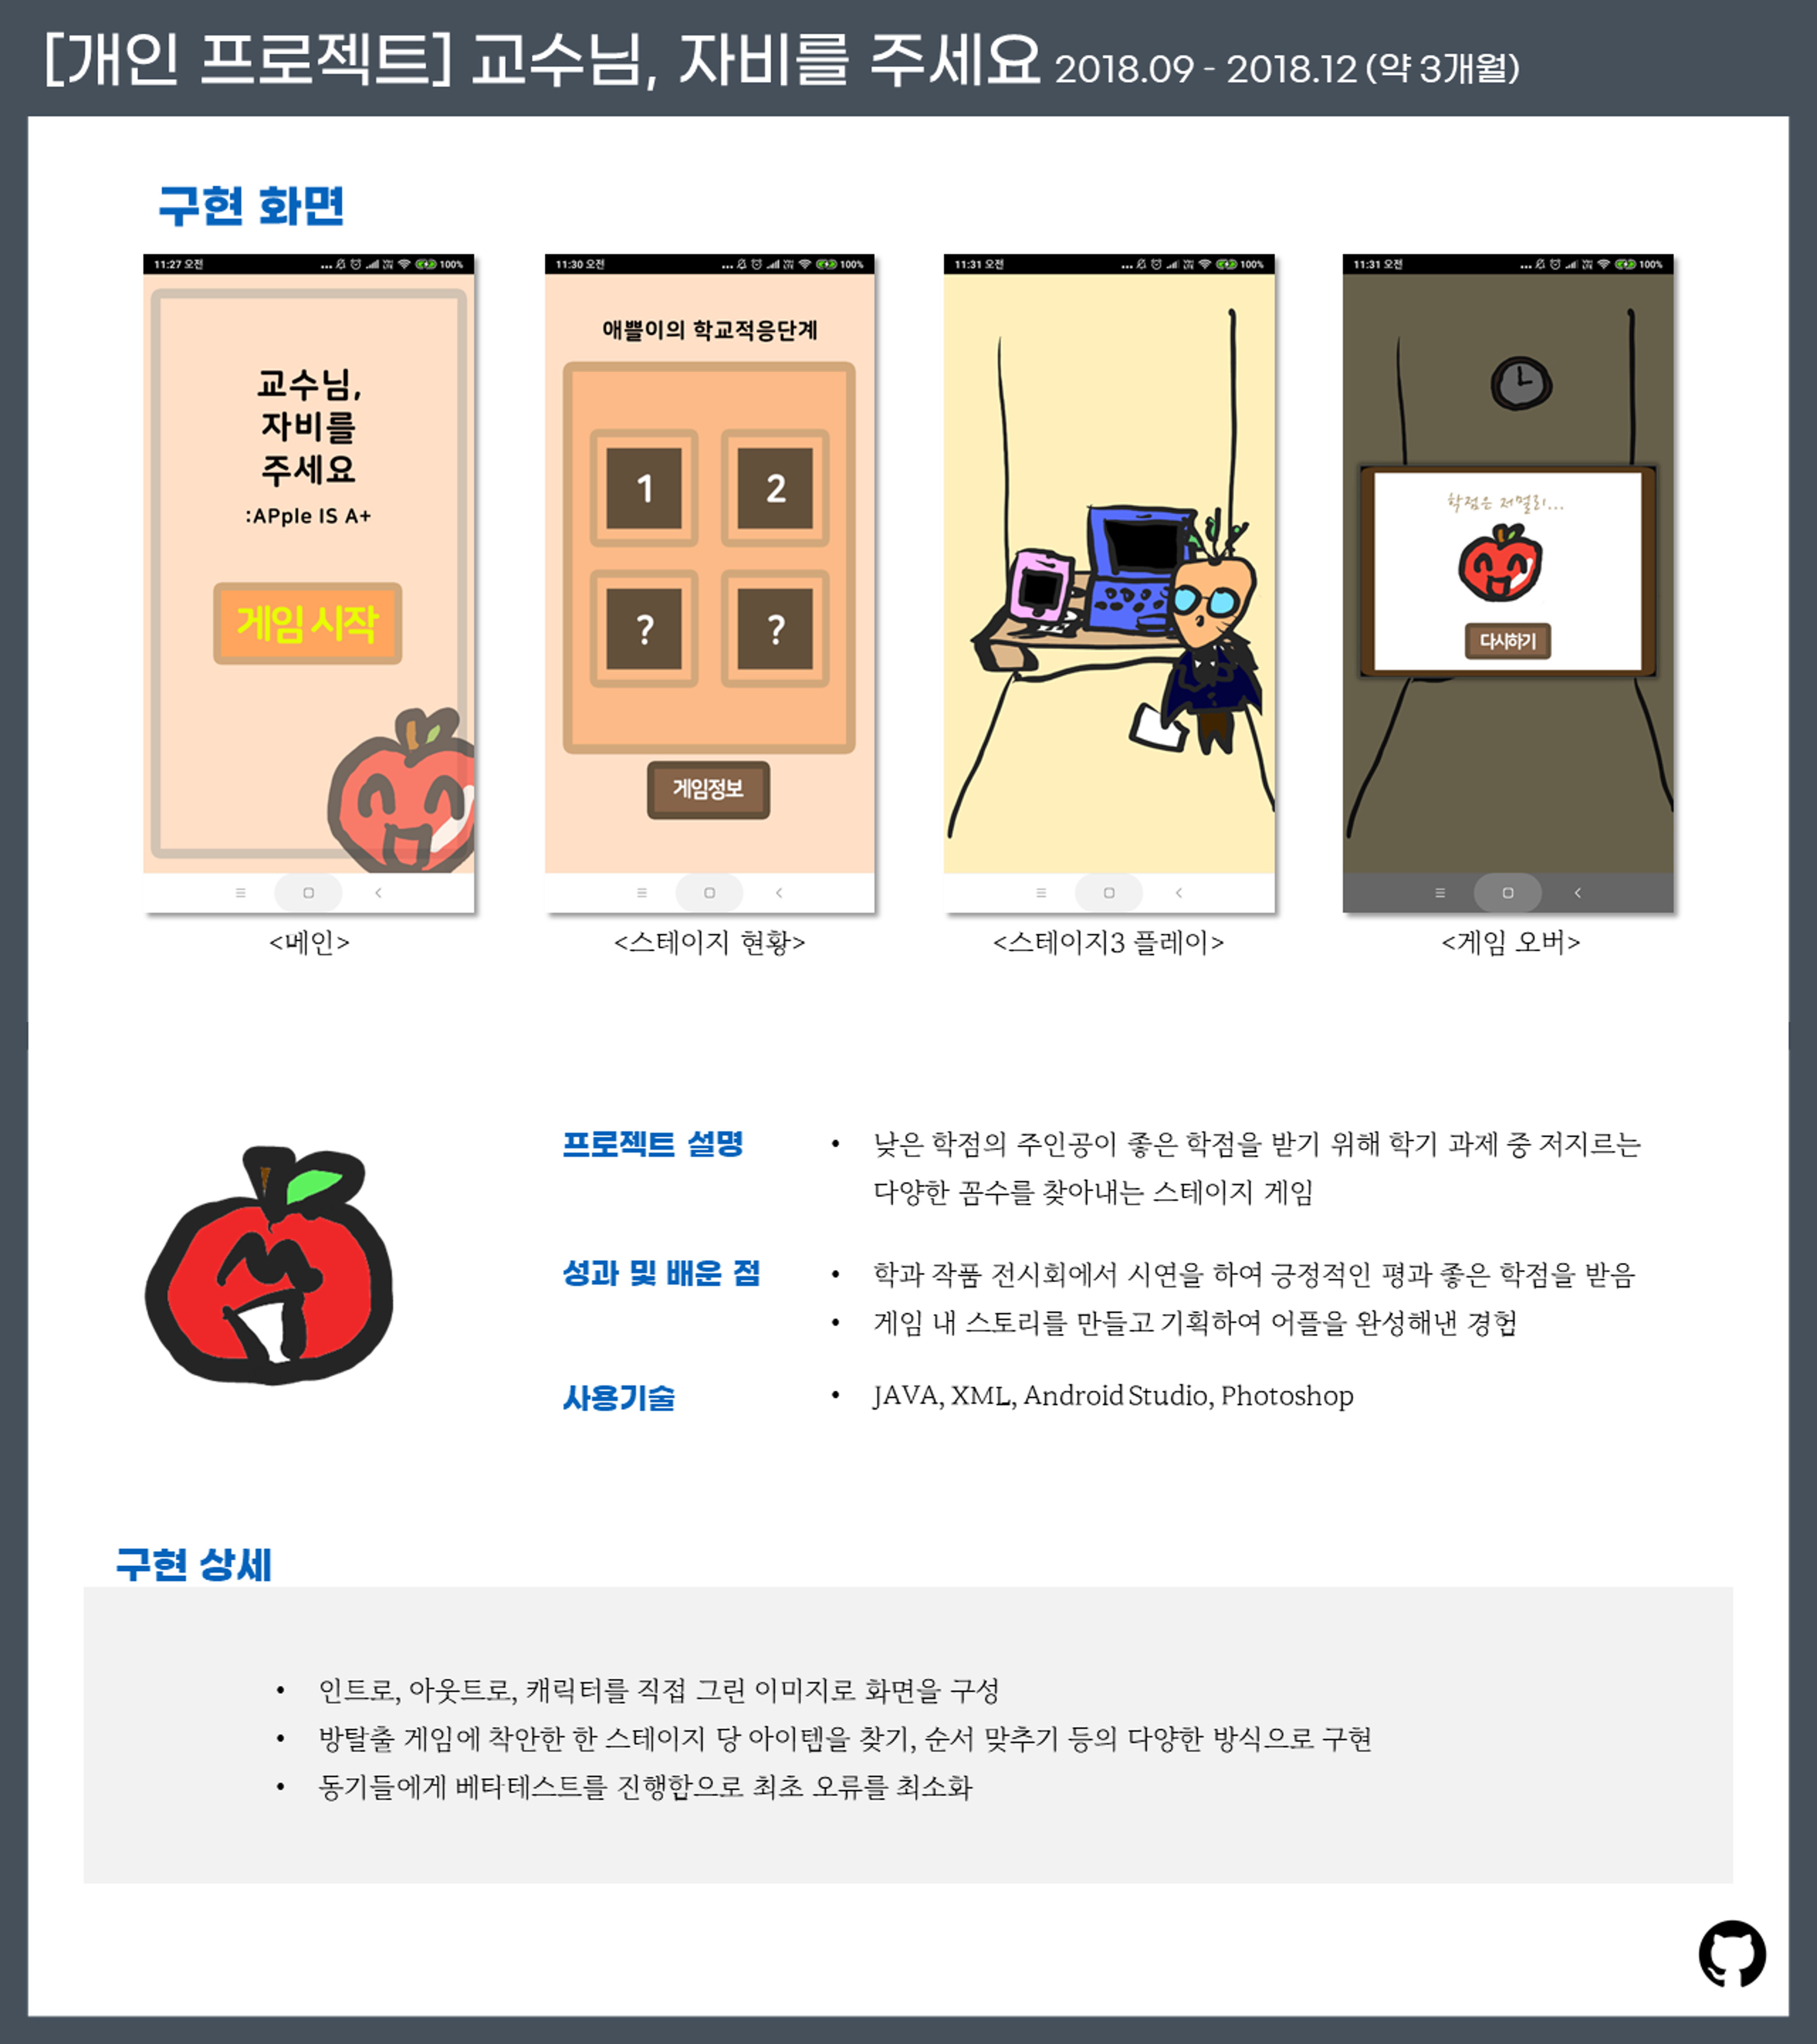 [개인 프로젝트] 교수님, 자비를 주세요 2018.09 - 2018.12 (약 3개월)
구현 화면
11:27 오전 ... 100%
교수님,
자비를
주세요
:APple IS A+
게임 시작
<메인>
11:30 오전 ... 100%
애쁠이의 학교적응단계
1 2
? ?
게임정보
<스테이지 현황>
11:31 오전 ... 100%
<스테이지3 플레이>
11:31 오전 ... 100%
학점은 저멀리...
다시하기
<게임 오버>
프로젝트 설명
• 낮은 학점의 주인공이 좋은 학점을 받기 위해 학기 과제 중 저지르는
다양한 꼼수를 찾아내는 스테이지 게임
성과 및 배운 점
• 학과 작품 전시회에서 시연을 하여 긍정적인 평과 좋은 학점을 받음
• 게임 내 스토리를 만들고 기획하여 어플을 완성해낸 경험
사용기술
• JAVA, XML, Android Studio, Photoshop
구현 상세
• 인트로, 아웃트로, 캐릭터를 직접 그린 이미지로 화면을 구성
• 방탈출 게임에 착안한 한 스테이지 당 아이템을 찾기, 순서 맞추기 등의 다양한 방식으로 구현
• 동기들에게 베타테스트를 진행함으로 최초 오류를 최소화